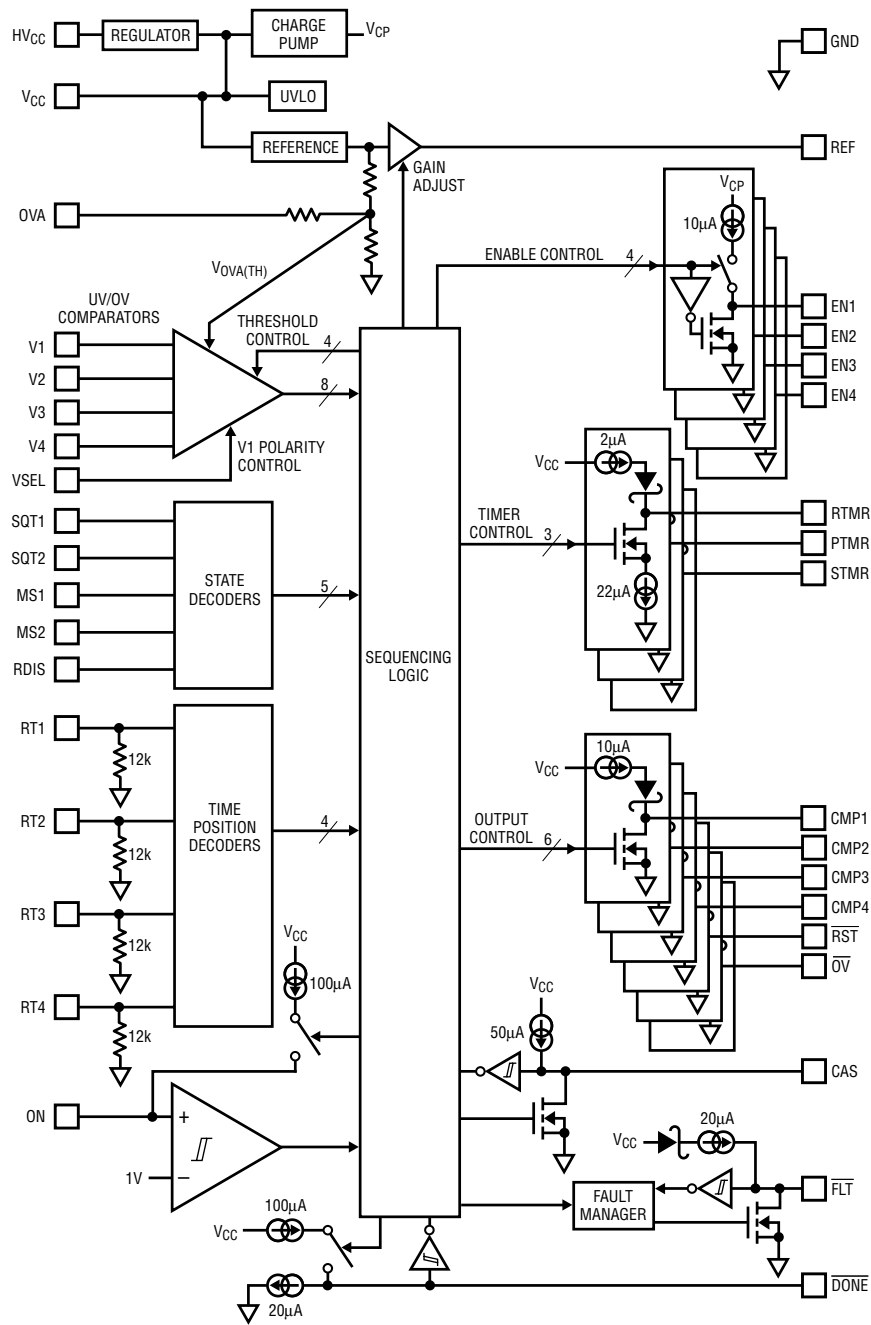 HVCC
REGULATOR
CHARGE
PUMP
VCP
GND
VCC
UVLO
REFERENCE
REF
GAIN
ADJUST
OVA
VCP
10µA
ENABLE CONTROL
4
VOVA(TH)
UV/OV
COMPARATORS
THRESHOLD
CONTROL
4
8
V1
V2
V3
V4
VSEL
V1 POLARITY
CONTROL
EN1
EN2
EN3
EN4
2µA
VCC
TIMER
CONTROL
3
22µA
RTMR
PTMR
STMR
SQT1
SQT2
MS1
MS2
RDIS
STATE
DECODERS
5
SEQUENCING
LOGIC
RT1
12k
RT2
12k
RT3
12k
RT4
12k
TIME
POSITION
DECODERS
4
10µA
VCC
OUTPUT
CONTROL
6
CMP1
CMP2
CMP3
CMP4
R̅S̅T̅
O̅V̅
VCC
100µA
VCC
50µA
CAS
ON
+
1V
–
VCC
20µA
FAULT
MANAGER
F̅L̅T̅
100µA
VCC
20µA
D̅O̅N̅E̅